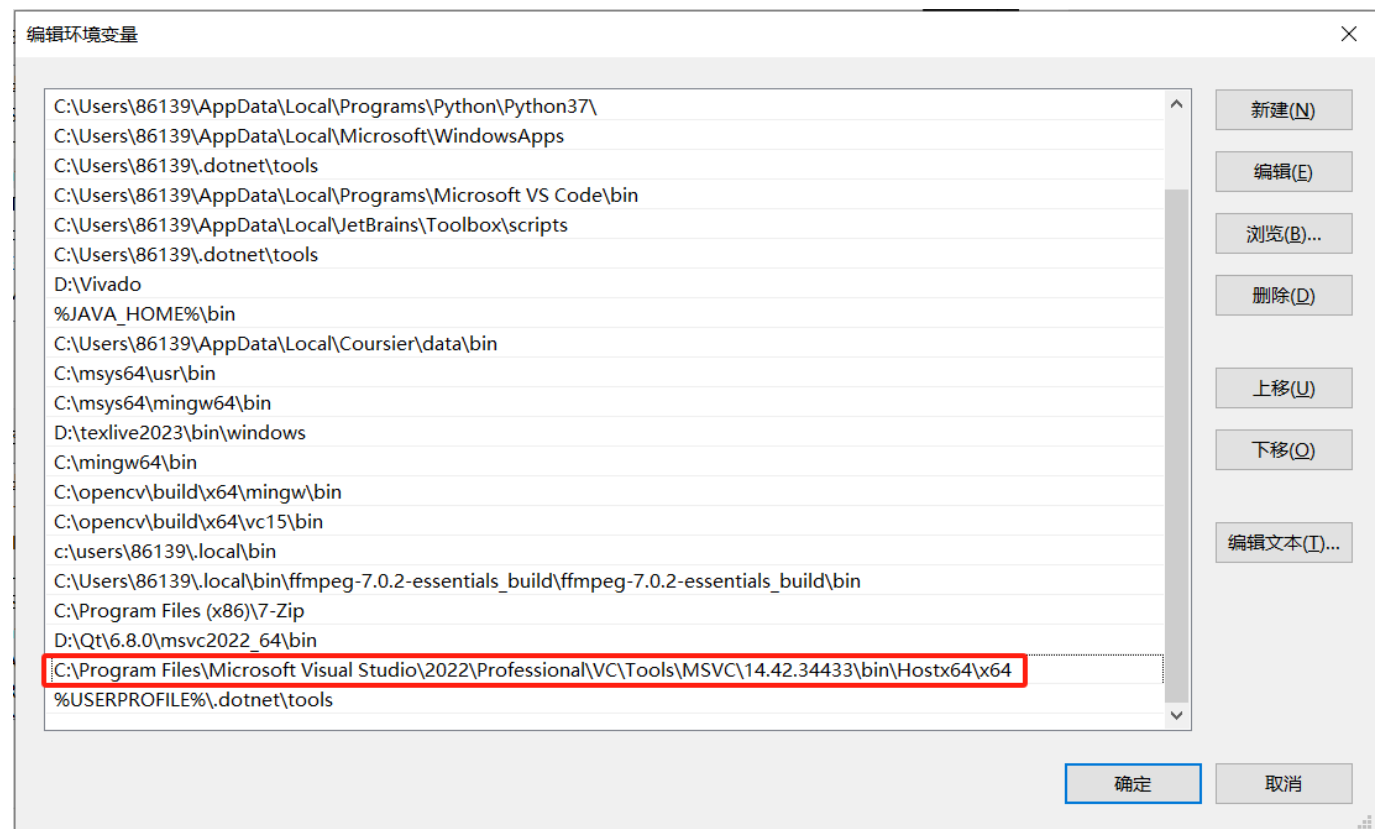 编辑环境变量
C:\Users\86139\AppData\Local\Programs\Python\Python37\
C:\Users\86139\AppData\Local\Microsoft\WindowsApps
C:\Users\86139\.dotnet\tools
C:\Users\86139\AppData\Local\Programs\Microsoft VS Code\bin
C:\Users\86139\AppData\Local\JetBrains\Toolbox\scripts
C:\Users\86139\.dotnet\tools
D:\Vivado
%JAVA_HOME%\bin
C:\Users\86139\AppData\Local\Coursier\data\bin
C:\msys64\usr\bin
C:\msys64\mingw64\bin
D:\texlive2023\bin\windows
C:\mingw64\bin
C:\opencv\build\x64\mingw\bin
C:\opencv\build\x64\vc15\bin
c:\users\86139\.local\bin
C:\Users\86139\.local\bin\ffmpeg-7.0.2-essentials_build\ffmpeg-7.0.2-essentials_build\bin
C:\Program Files (x86)\7-Zip
D:\Qt\6.8.0\msvc2022_64\bin
C:\Program Files\Microsoft Visual Studio\2022\Professional\VC\Tools\MSVC\14.42.34433\bin\Hostx64\x64
%USERPROFILE%\.dotnet\tools
新建(N)
编辑(E)
浏览(B)...
删除(D)
上移(U)
下移(O)
编辑文本(T)...
确定
取消